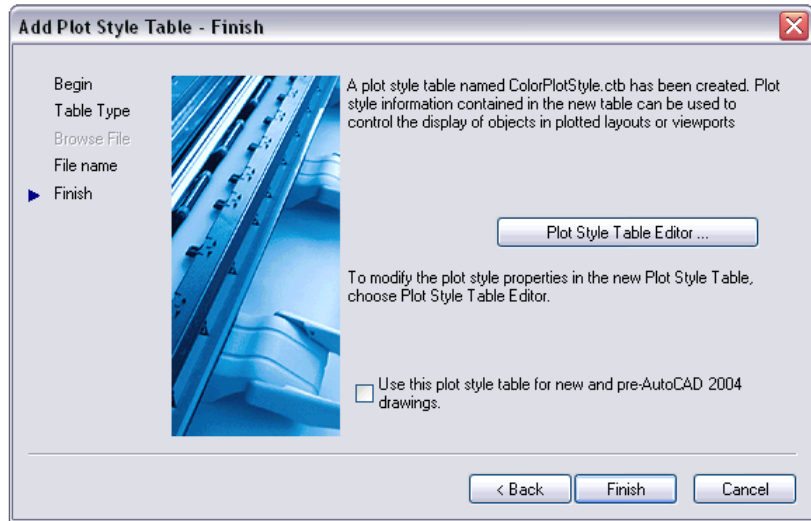 Add Plot Style Table - Finish
Begin
Table Type
Browse File
File name
Finish
A plot style table named ColorPlotStyle.ctb has been created. Plot
style information contained in the new table can be used to
control the display of objects in plotted layouts or viewports
Plot Style Table Editor ...
To modify the plot style properties in the new Plot Style Table,
choose Plot Style Table Editor.
Use this plot style table for new and pre-AutoCAD 2004
drawings.
< Back
Finish
Cancel